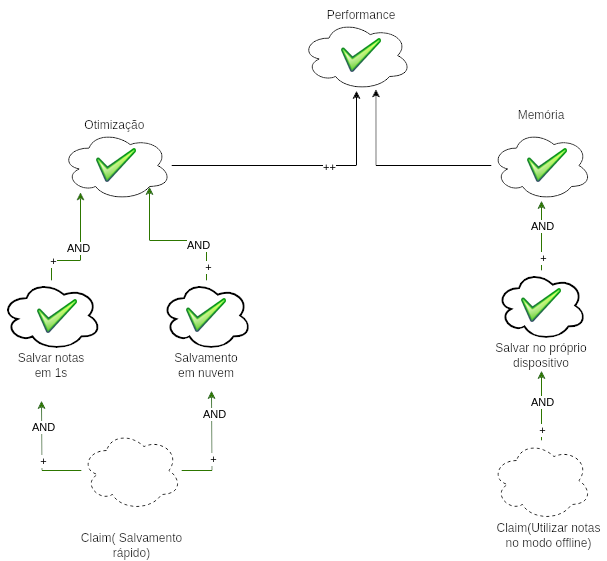 Performance
Otimização
Memória
++
AND
AND
AND
+
+
+
Salvar notas
em 1s
Salvamento
em nuvem
Salvar no próprio
dispositivo
AND
AND
AND
+
+
+
Claim( Salvamento
rápido)
Claim(Utilizar notas
no modo offline)